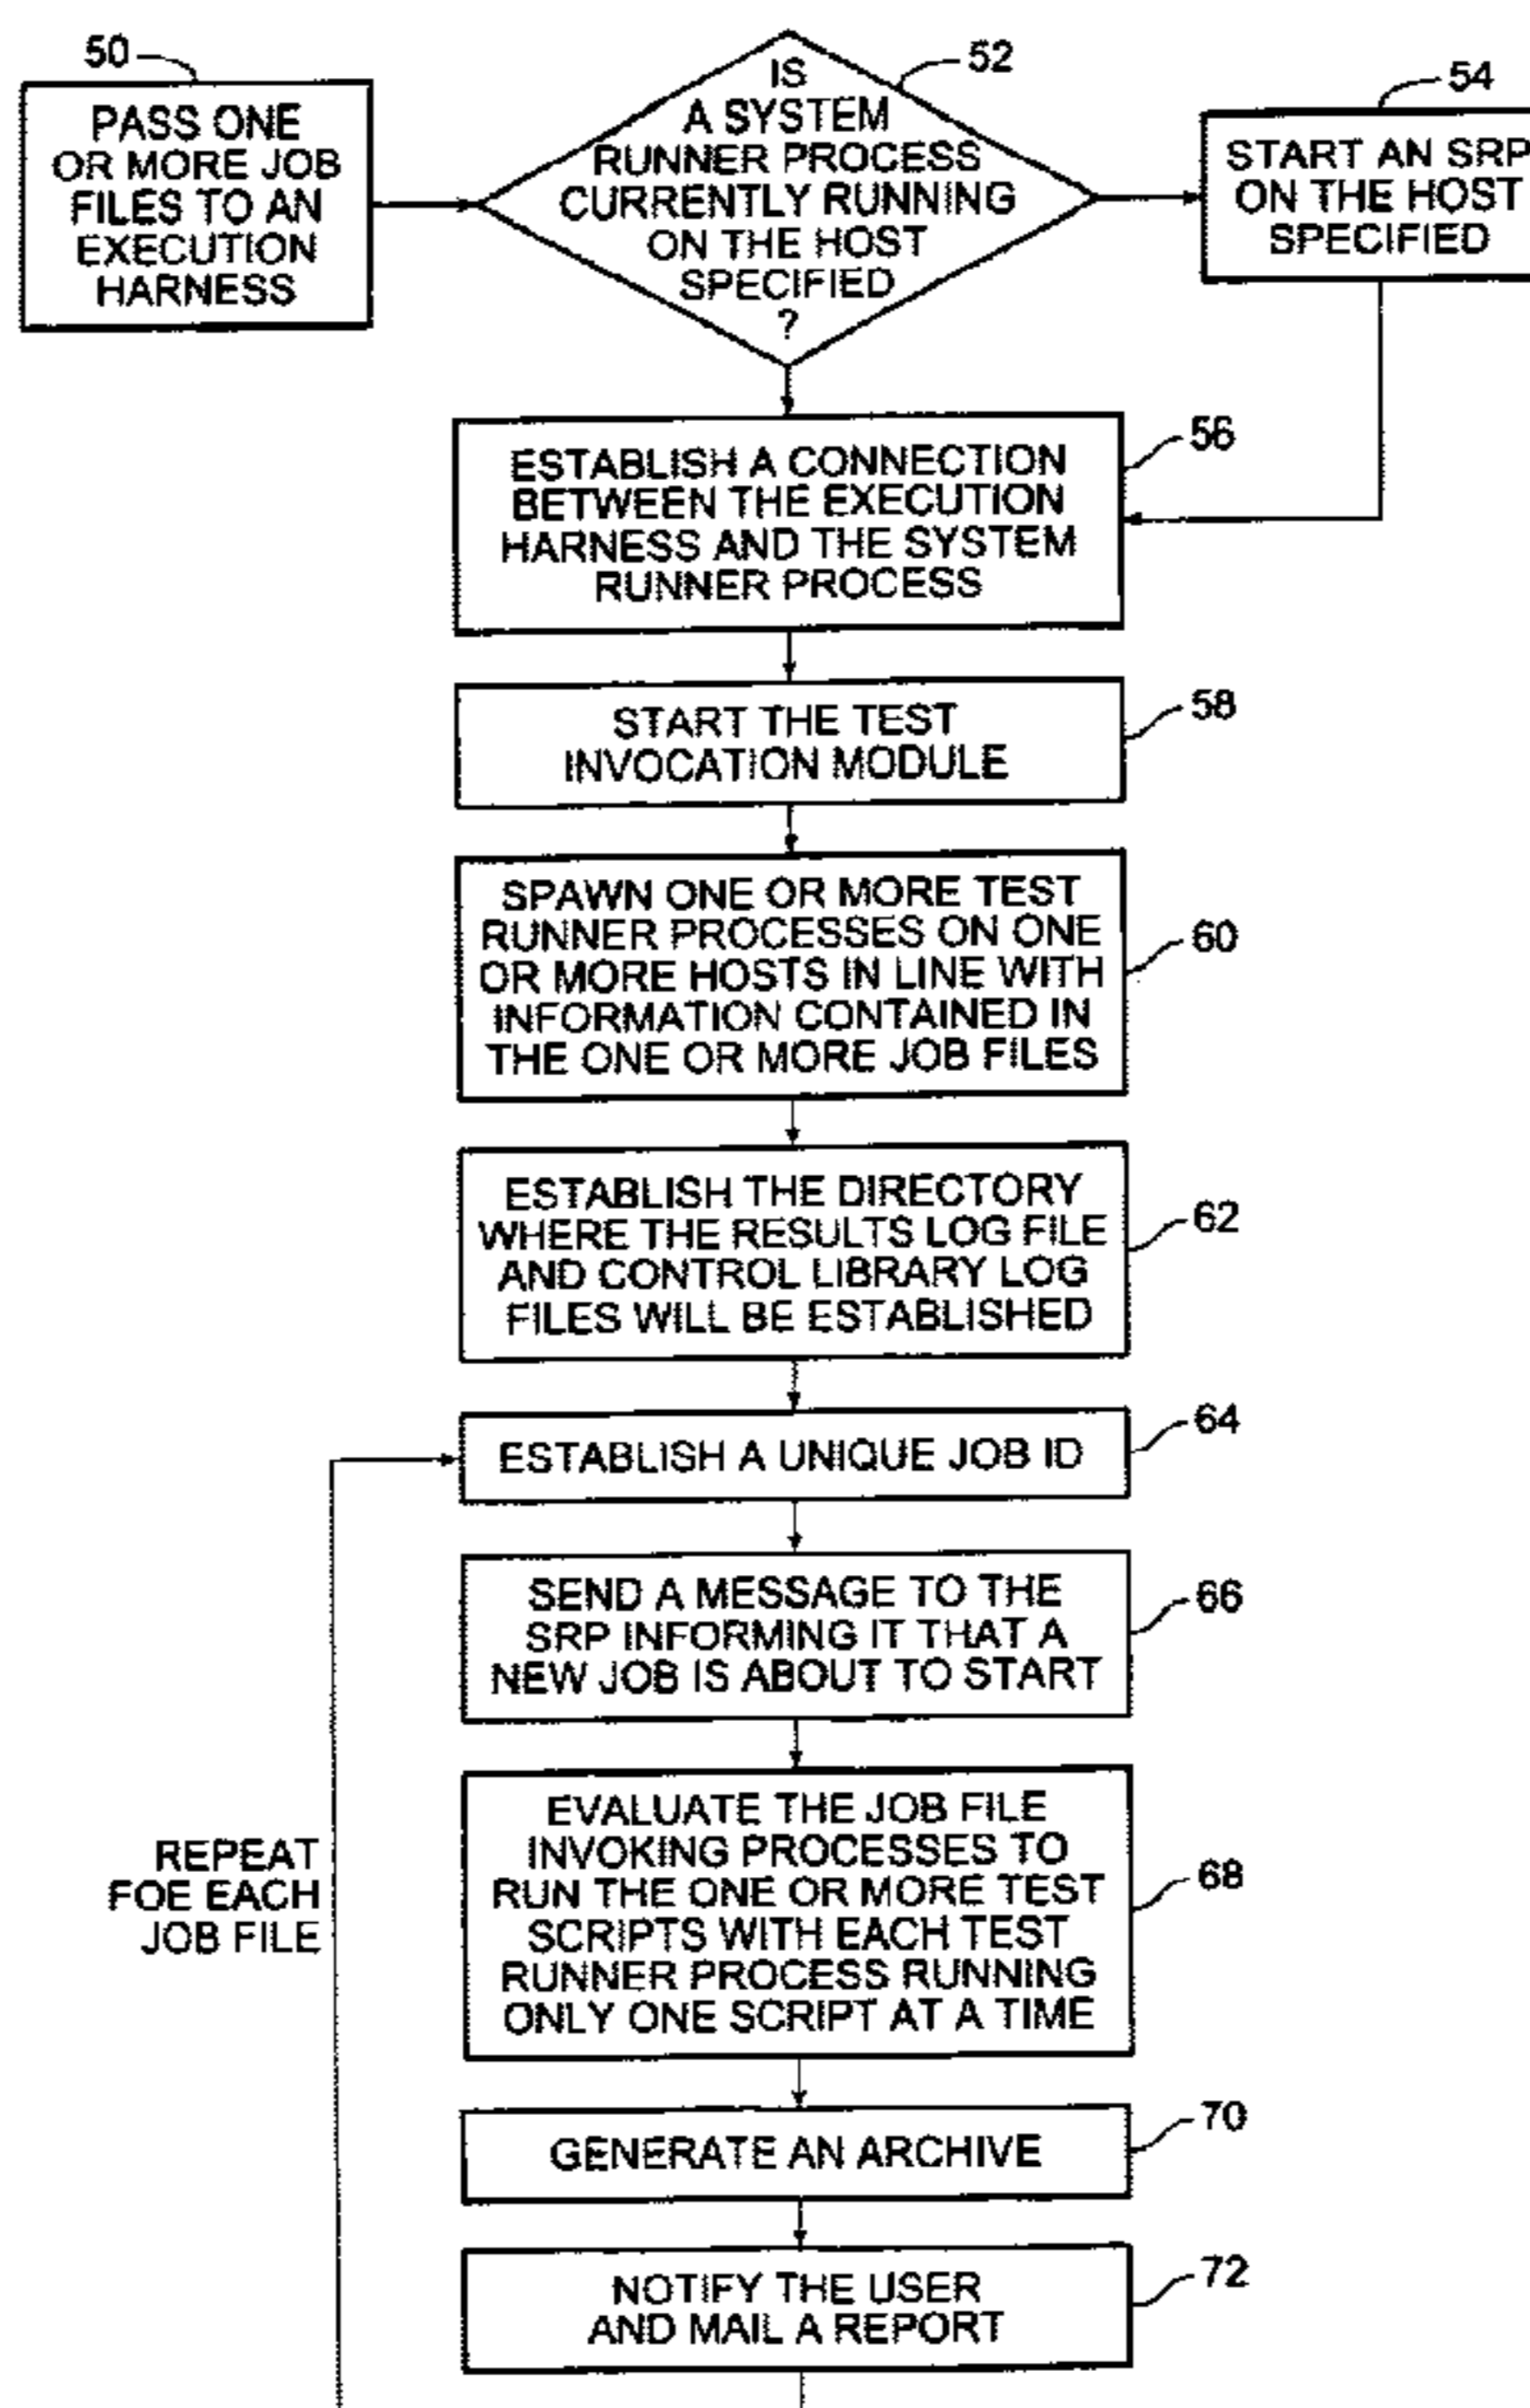 50
PASS ONE
OR MORE JOB
FILES TO AN
EXECUTION
HARNESS
52
IS
A SYSTEM
RUNNER PROCESS
CURRENTLY RUNNING
ON THE HOST
SPECIFIED
?
54
START AN SRP
ON THE HOST
SPECIFIED
56
ESTABLISH A CONNECTION
BETWEEN THE EXECUTION
HARNESS AND THE SYSTEM
RUNNER PROCESS
58
START THE TEST
INVOCATION MODULE
60
SPAWN ONE OR MORE TEST
RUNNER PROCESSES ON ONE
OR MORE HOSTS IN LINE WITH
INFORMATION CONTAINED IN
THE ONE OR MORE JOB FILES
62
ESTABLISH THE DIRECTORY
WHERE THE RESULTS LOG FILE
AND CONTROL LIBRARY LOG
FILES WILL BE ESTABLISHED
64
ESTABLISH A UNIQUE JOB ID
66
SEND A MESSAGE TO THE
SRP INFORMING IT THAT A
NEW JOB IS ABOUT TO START
68
EVALUATE THE JOB FILE
INVOKING PROCESSES TO
RUN THE ONE OR MORE TEST
SCRIPTS WITH EACH TEST
RUNNER PROCESS RUNNING
ONLY ONE SCRIPT AT A TIME
REPEAT
FOE EACH
JOB FILE
70
GENERATE AN ARCHIVE
72
NOTIFY THE USER
AND MAIL A REPORT